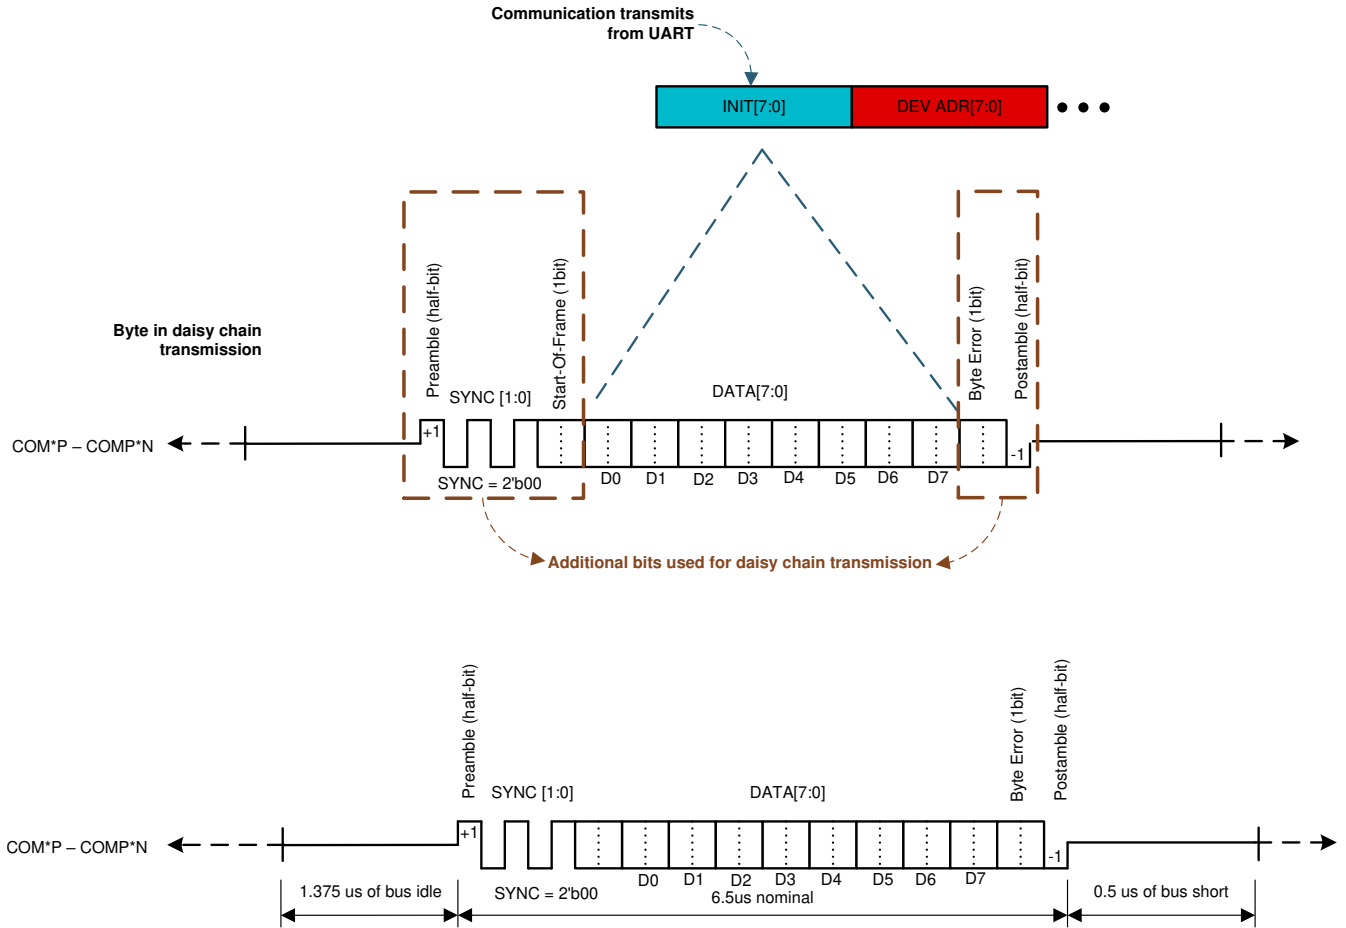 Communication transmits
from UART
INIT[7:0]
DEV ADR[7:0]
Byte in daisy chain
transmission
Preamble (half-bit)
SYNC [1:0]
Start-Of-Frame (1bit)
DATA[7:0]
Byte Error (1bit)
Postamble (half-bit)
COM*P – COMP*N
+1
-1
SYNC = 2'b00
D0 D1 D2 D3 D4 D5 D6 D7
Additional bits used for daisy chain transmission
Preamble (half-bit)
SYNC [1:0]
DATA[7:0]
Byte Error (1bit)
Postamble (half-bit)
COM*P – COMP*N
+1
-1
D0 D1 D2 D3 D4 D5 D6 D7
1.375 us of bus idle
SYNC = 2'b00
6.5us nominal
0.5 us of bus short